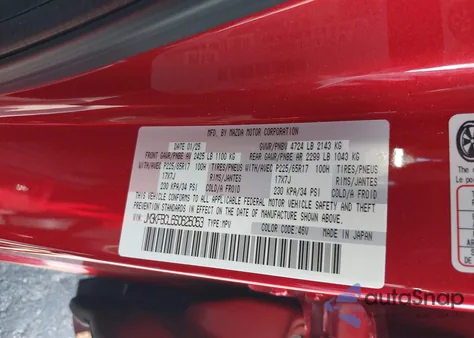 MFD. BY MAZDA MOTOR CORPORATION
DATE 01/25 GVWR/PNBV 4724 LB 2143 KG
FRONT GAWR/PNBE AV 2425 LB 1100 KG REAR GAWR/PNBE AR 2299 LB 1043 KG
WITH/AVEC P225/65R17 100H TIRES/PNEUS WITH/AVEC P225/65R17 100H TIRES/PNEUS
17X7J RIMS/JANTES 17X7J RIMS/JANTES
230 KPA/34 PSI COLD/A FROID 230 KPA/34 PSI COLD/A FROID
THIS VEHICLE CONFORMS TO ALL APPLICABLE FEDERAL MOTOR VEHICLE SAFETY AND THEFT
PREVENTION STANDARDS IN EFFECT ON THE DATE OF MANUFACTURE SHOWN ABOVE.
VIN: JM3KFBCL6S0625063 TYPE:MPV COLOR CODE:46V MADE IN JAPAN
autoSnap